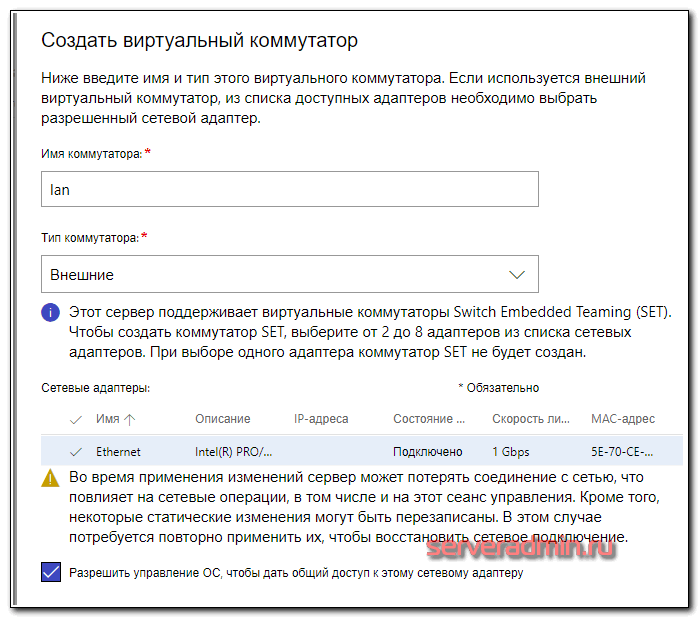 Создать виртуальный коммутатор
Ниже введите имя и тип этого виртуального коммутатора. Если используется внешний
виртуальный коммутатор, из списка доступных адаптеров необходимо выбрать
разрешенный сетевой адаптер.
Имя коммутатора:*
lan
Тип коммутатора:*
Внешние
Этот сервер поддерживает виртуальные коммутаторы Switch Embedded Teaming (SET).
Чтобы создать коммутатор SET, выберите от 2 до 8 адаптеров из списка сетевых
адаптеров. При выборе одного адаптера коммутатор SET не будет создан.
Сетевые адаптеры: * Обязательно
Имя Описание IP-адреса Состояние ... Скорость ли... MAC-адрес
Ethernet Intel(R) PRO/... Подключено 1 Gbps 5E-70-CE-...
Во время применения изменений сервер может потерять соединение с сетью, что
повлияет на сетевые операции, в том числе и на этот сеанс управления. Кроме того,
некоторые статические изменения могут быть перезаписаны. В этом случае
потребуется повторно применить их, чтобы восстановить сетевое подключение.
serveradmin.ru
Разрешить управление ОС, чтобы дать общий доступ к этому сетевому адаптеру